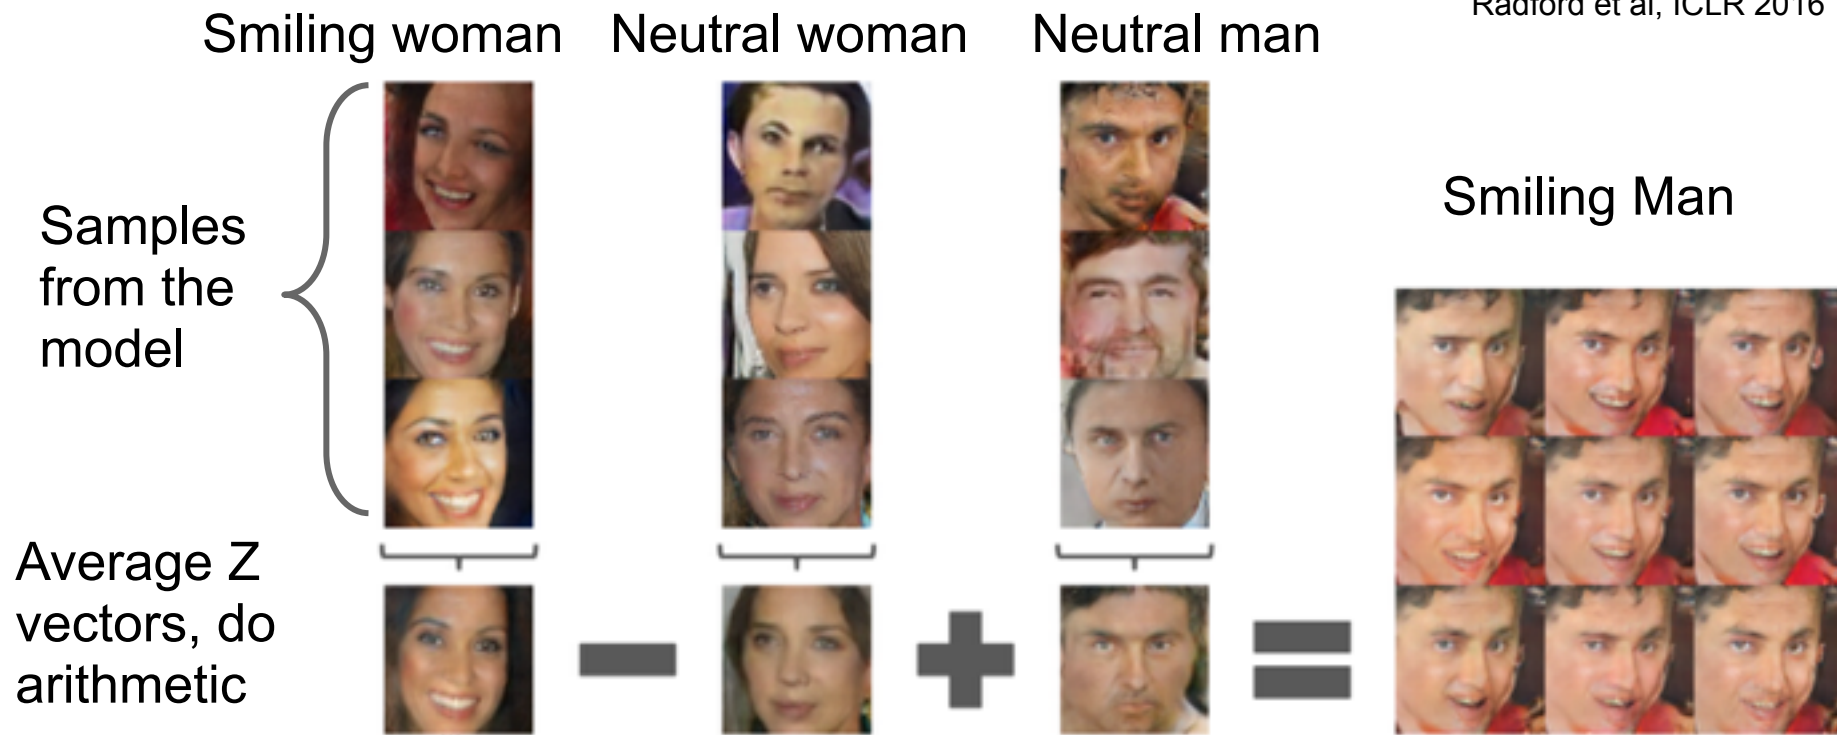 Radford et al, ICLR 2016
Smiling woman Neutral woman Neutral man
Smiling Man
Samples
from the
model
Average Z
vectors, do
arithmetic